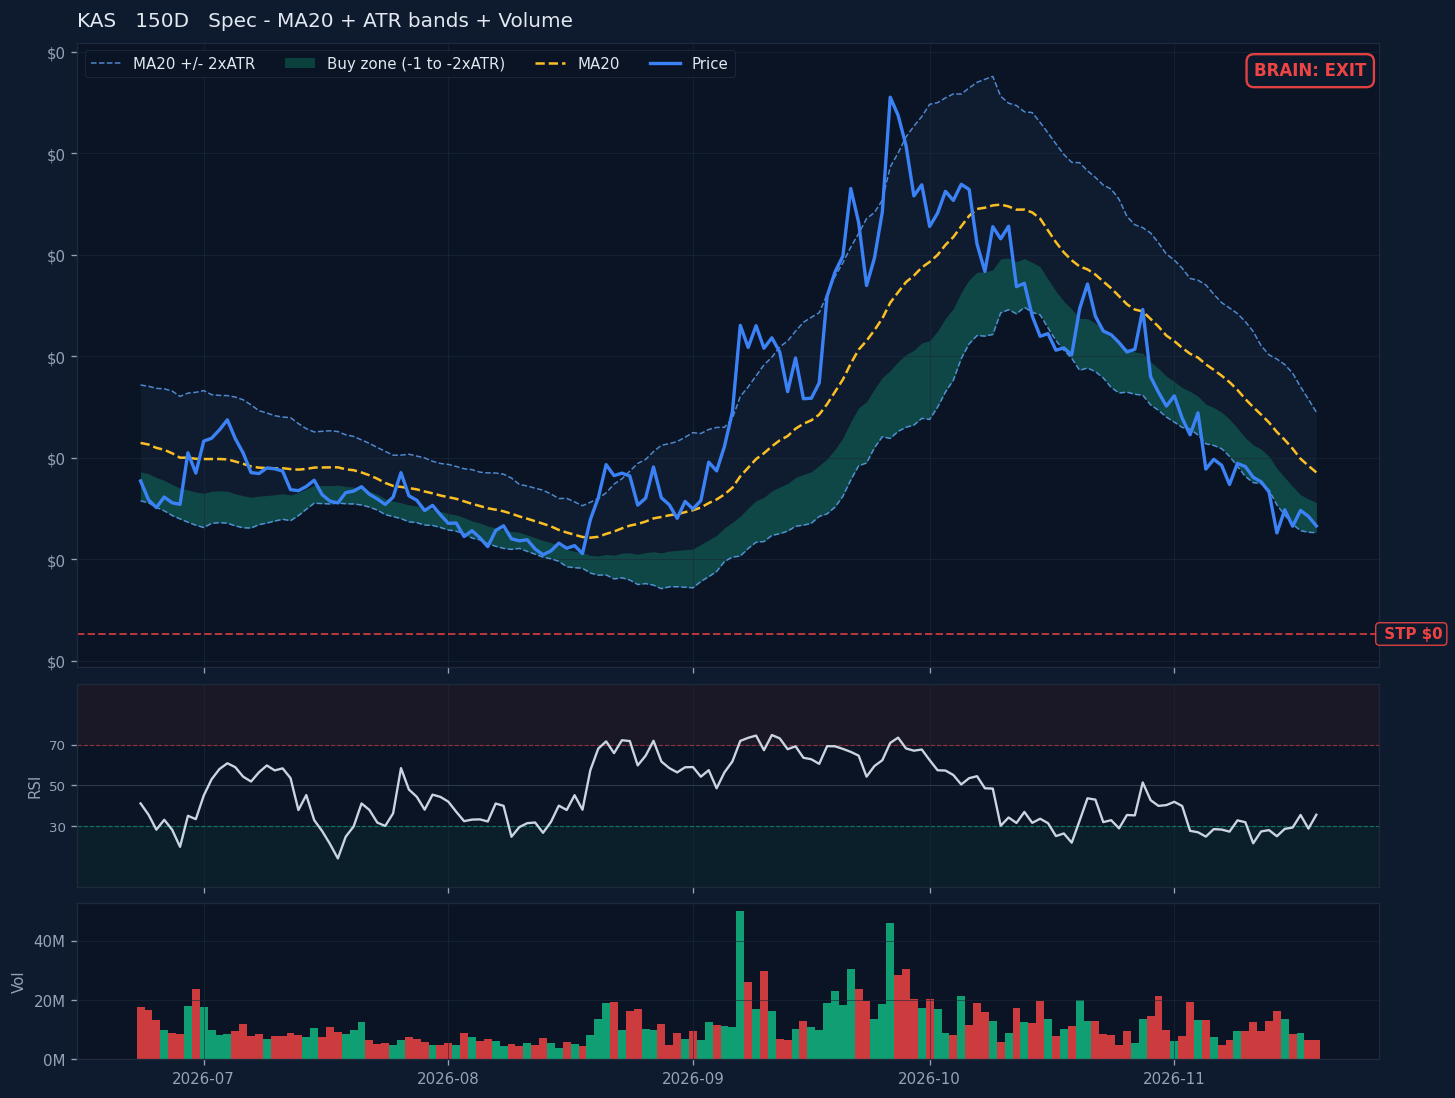 KAS   150D   Spec - MA20 + ATR bands + Volume
MA20 +/- 2xATR
Buy zone (-1 to -2xATR)
MA20
Price
BRAIN: EXIT
$0
$0
$0
$0
$0
$0
$0
STP $0
RSI
70
50
30
Vol
40M
20M
0M
2026-07
2026-08
2026-09
2026-10
2026-11